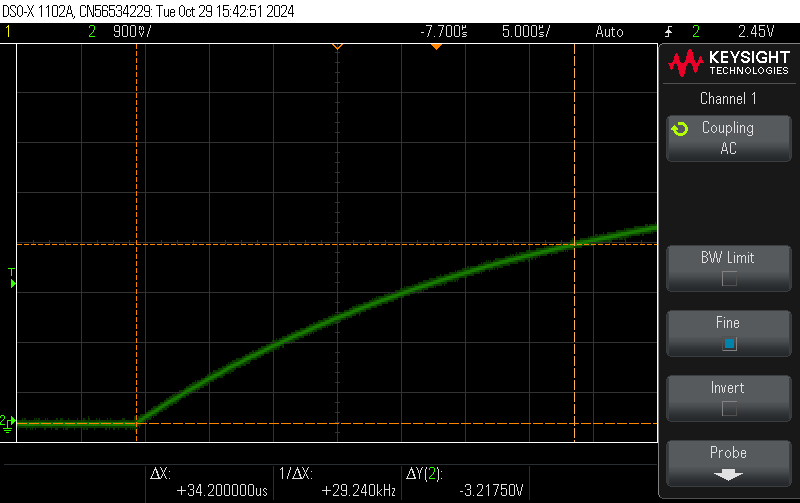 DSO-X 1102A, CN56534229: Tue Oct 29 15:42:51 2024
1 2 900mV/ -7.700s 5.000s/ Auto 2 2.45V
KEYSIGHT
TECHNOLOGIES
Channel 1
Coupling
AC
BW Limit
T
Fine
Invert
2
Probe
ΔX: 1/ΔX: ΔY(2):
+34.200000us +29.240kHz -3.21750V